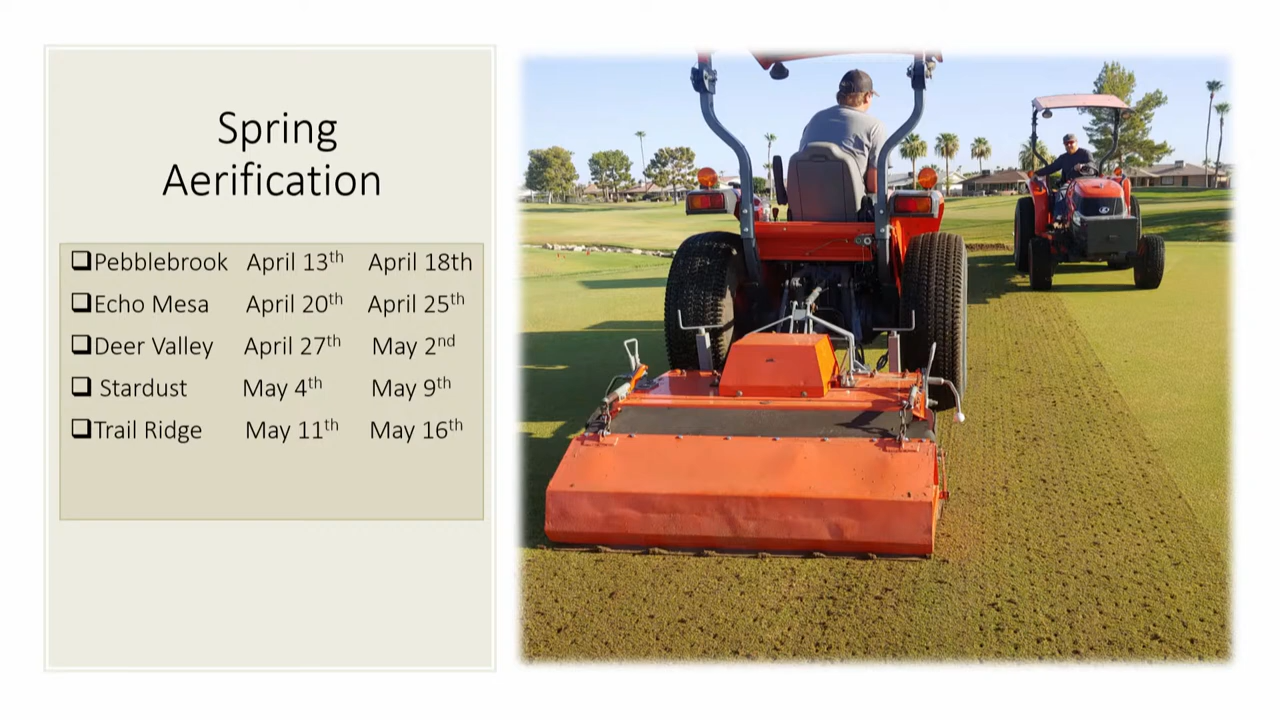 Spring
Aerification
❑Pebblebrook April 13th April 18th
❑Echo Mesa April 20th April 25th
❑Deer Valley April 27th May 2nd
❑ Stardust May 4th May 9th
❑Trail Ridge May 11th May 16th